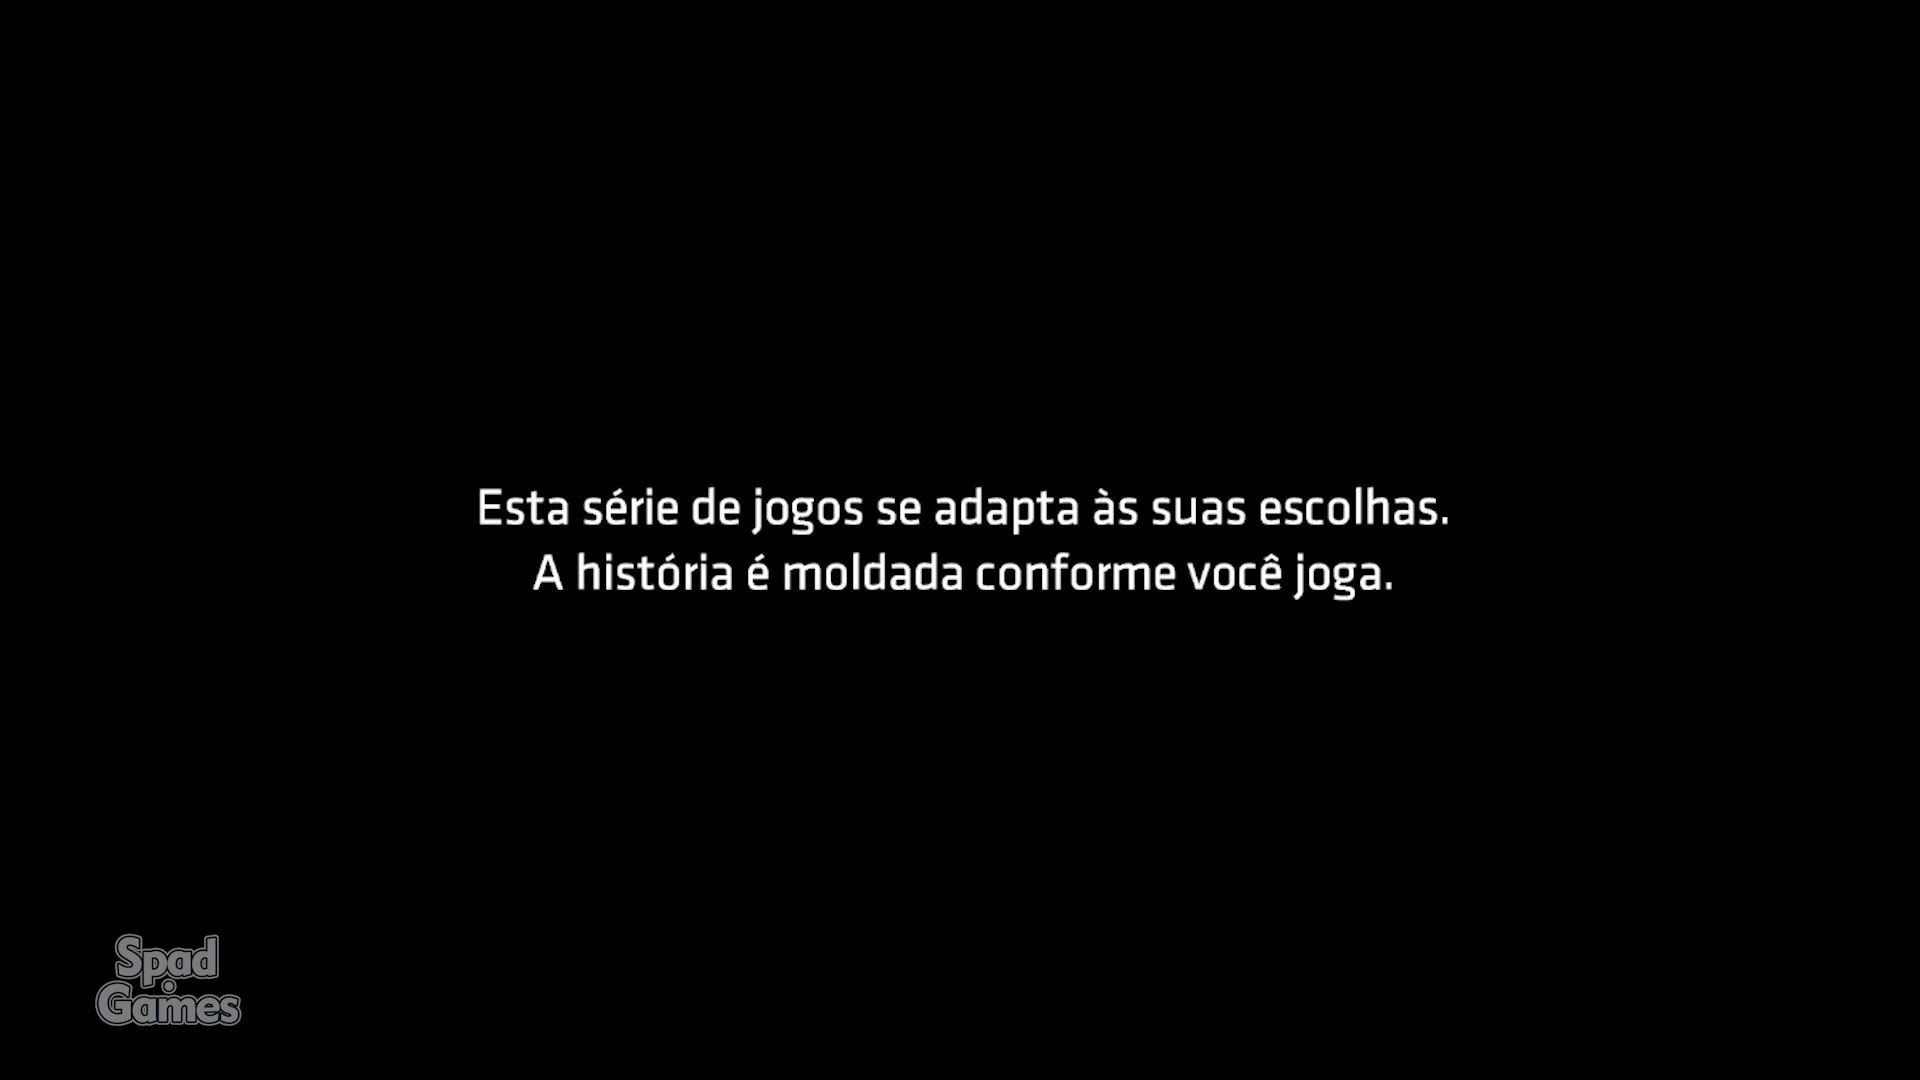 Esta série de jogos se adapta às suas escolhas.
A história é moldada conforme você joga.
Spad
Games